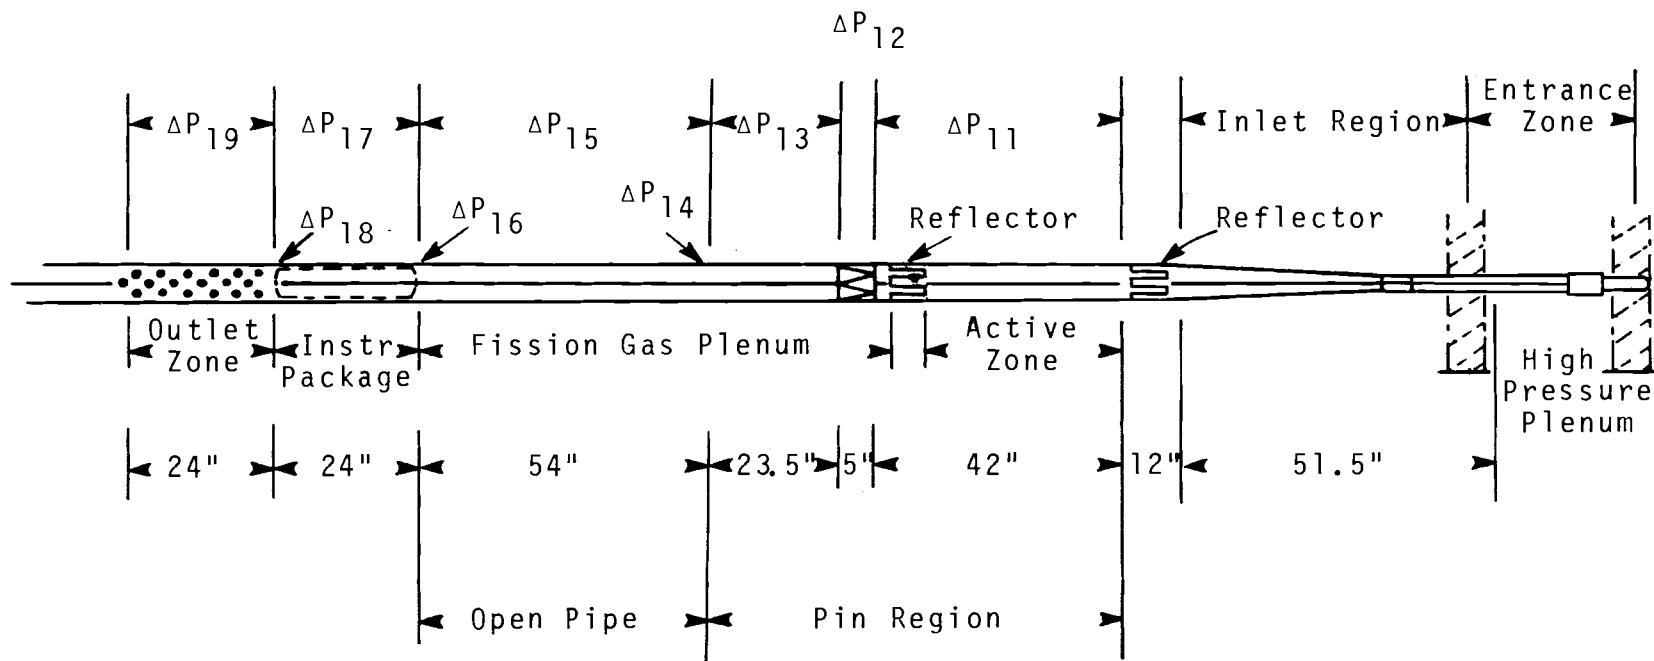 ΔP12
ΔP19 ΔP17 ΔP15 ΔP13 ΔP11 Inlet Region Entrance
Zone
ΔP18 ΔP16 ΔP14 Reflector Reflector
Outlet
Zone
Instr.
Package
Fission Gas Plenum
Active
Zone
High
Pressure
Plenum
24" 24" 54" 23.5" 5" 42" 12" 51.5"
Open Pipe Pin Region